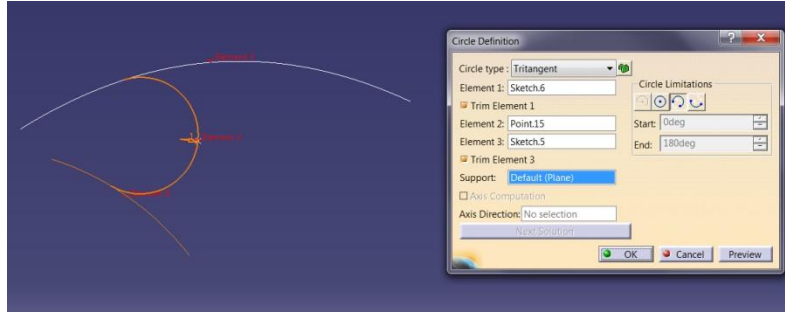 Circle Definition
Circle type : Tritangent
Element 1: Sketch.6
Trim Element 1
Element 2: Point.15
Element 3: Sketch.5
Trim Element 3
Support: Default (Plane)
Axis Computation
Axis Direction: No selection
Next Solution
Circle Limitations
Start: 0deg
End: 180deg
OK
Cancel
Preview